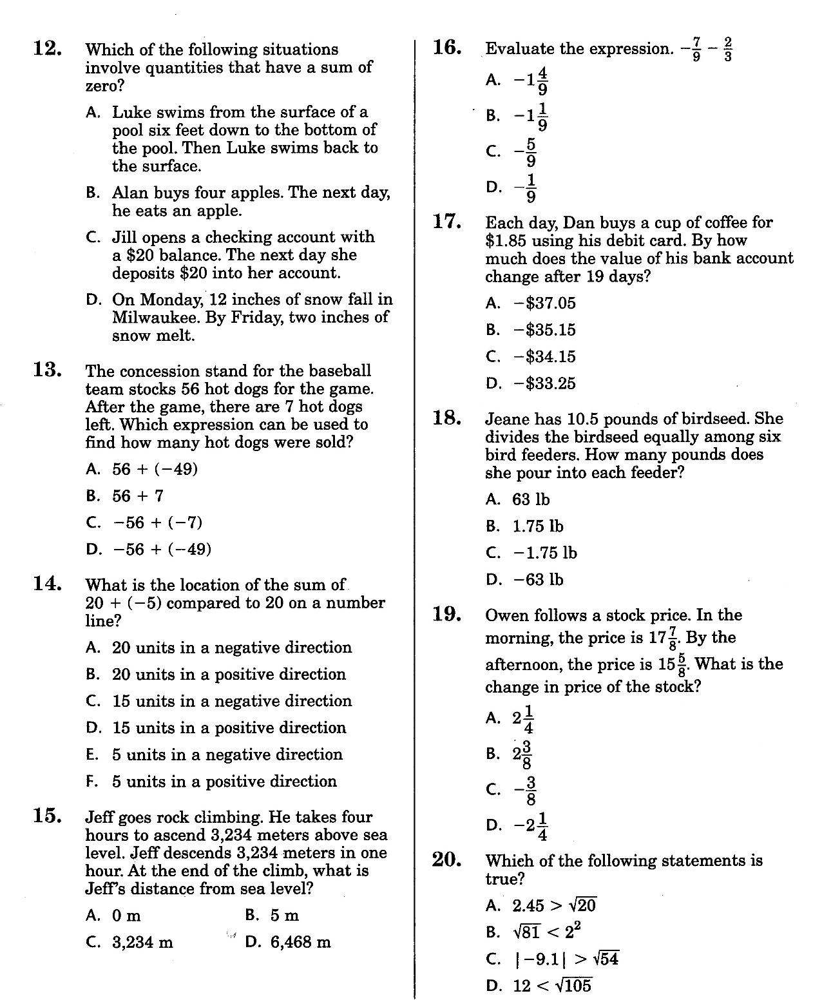 12. Which of the following situations
involve quantities that have a sum of
zero?
A. Luke swims from the surface of a
pool six feet down to the bottom of
the pool. Then Luke swims back to
the surface.
B. Alan buys four apples. The next day,
he eats an apple.
C. Jill opens a checking account with
a $20 balance. The next day she
deposits $20 into her account.
D. On Monday, 12 inches of snow fall in
Milwaukee. By Friday, two inches of
snow melt.
13. The concession stand for the baseball
team stocks 56 hot dogs for the game.
After the game, there are 7 hot dogs
left. Which expression can be used to
find how many hot dogs were sold?
A. 56 + (−49)
B. 56 + 7
C. −56 + (−7)
D. −56 + (−49)
14. What is the location of the sum of
20 + (−5) compared to 20 on a number
line?
A. 20 units in a negative direction
B. 20 units in a positive direction
C. 15 units in a negative direction
D. 15 units in a positive direction
E. 5 units in a negative direction
F. 5 units in a positive direction
15. Jeff goes rock climbing. He takes four
hours to ascend 3,234 meters above sea
level. Jeff descends 3,234 meters in one
hour. At the end of the climb, what is
Jeff's distance from sea level?
A. 0 m B. 5 m
C. 3,234 m D. 6,468 m
16. Evaluate the expression. −7/9 − 2/3
A. −1 4/9
B. −1 1/9
C. −5/9
D. −1/9
17. Each day, Dan buys a cup of coffee for
$1.85 using his debit card. By how
much does the value of his bank account
change after 19 days?
A. −$37.05
B. −$35.15
C. −$34.15
D. −$33.25
18. Jeane has 10.5 pounds of birdseed. She
divides the birdseed equally among six
bird feeders. How many pounds does
she pour into each feeder?
A. 63 lb
B. 1.75 lb
C. −1.75 lb
D. −63 lb
19. Owen follows a stock price. In the
morning, the price is 17 7/8. By the
afternoon, the price is 15 5/8. What is the
change in price of the stock?
A. 2 1/4
B. 2 3/8
C. −3/8
D. −2 1/4
20. Which of the following statements is
true?
A. 2.45 > √20
B. √81 < 2²
C. |−9.1| > √54
D. 12 < √105